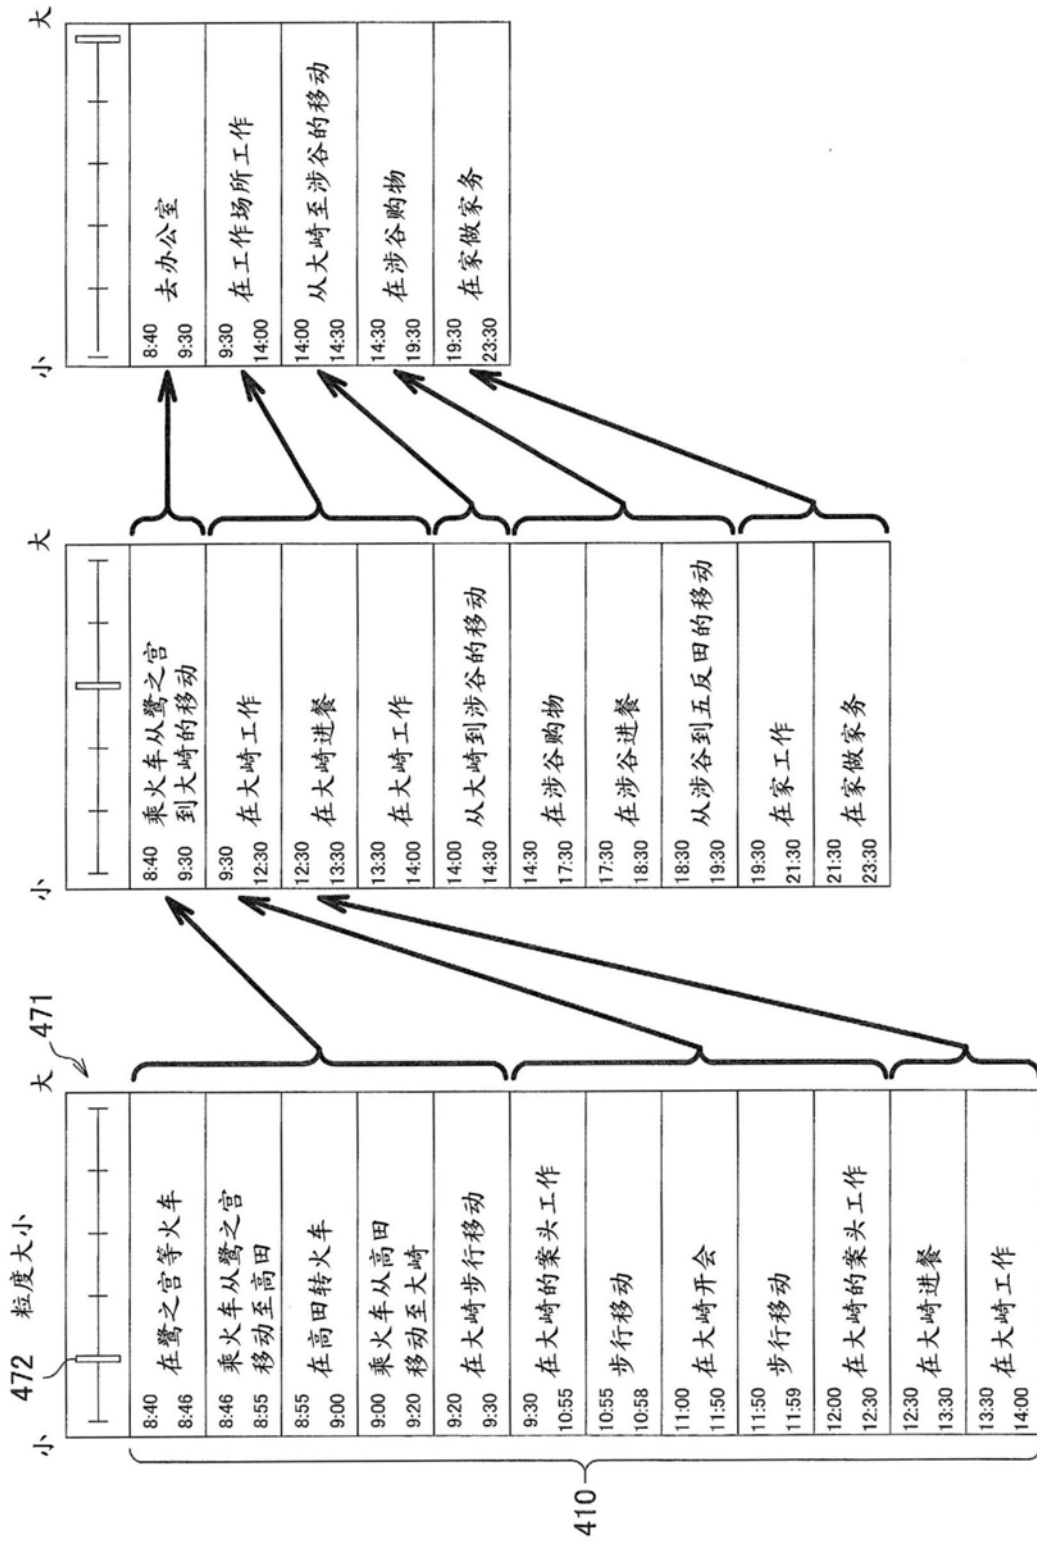 粒度大小
472
471
小
大
8:40
8:46
在鹭之宫等火车
8:46
8:55
乘火车从鹭之宫
移动至高田
8:55
9:00
在高田转火车
9:00
9:20
乘火车从高田
移动至大崎
9:20
9:30
在大崎步行移动
9:30
10:55
在大崎的案头工作
10:55
10:58
步行移动
11:00
11:50
在大崎开会
11:50
11:59
步行移动
12:00
12:30
在大崎的案头工作
12:30
13:30
在大崎进餐
13:30
14:00
在大崎工作
410
小
大
8:40
9:30
乘火车从鹭之宫
到大崎的移动
9:30
12:30
在大崎工作
12:30
13:30
在大崎进餐
13:30
14:00
在大崎工作
14:00
14:30
从大崎到涉谷的移动
14:30
17:30
在涉谷购物
17:30
18:30
在涉谷进餐
18:30
19:30
从涉谷到五反田的移动
19:30
21:30
在家工作
21:30
23:30
在家做家务
小
大
8:40
9:30
去办公室
9:30
14:00
在工作场所工作
14:00
14:30
从大崎至涉谷的移动
14:30
19:30
在涉谷购物
19:30
23:30
在家做家务